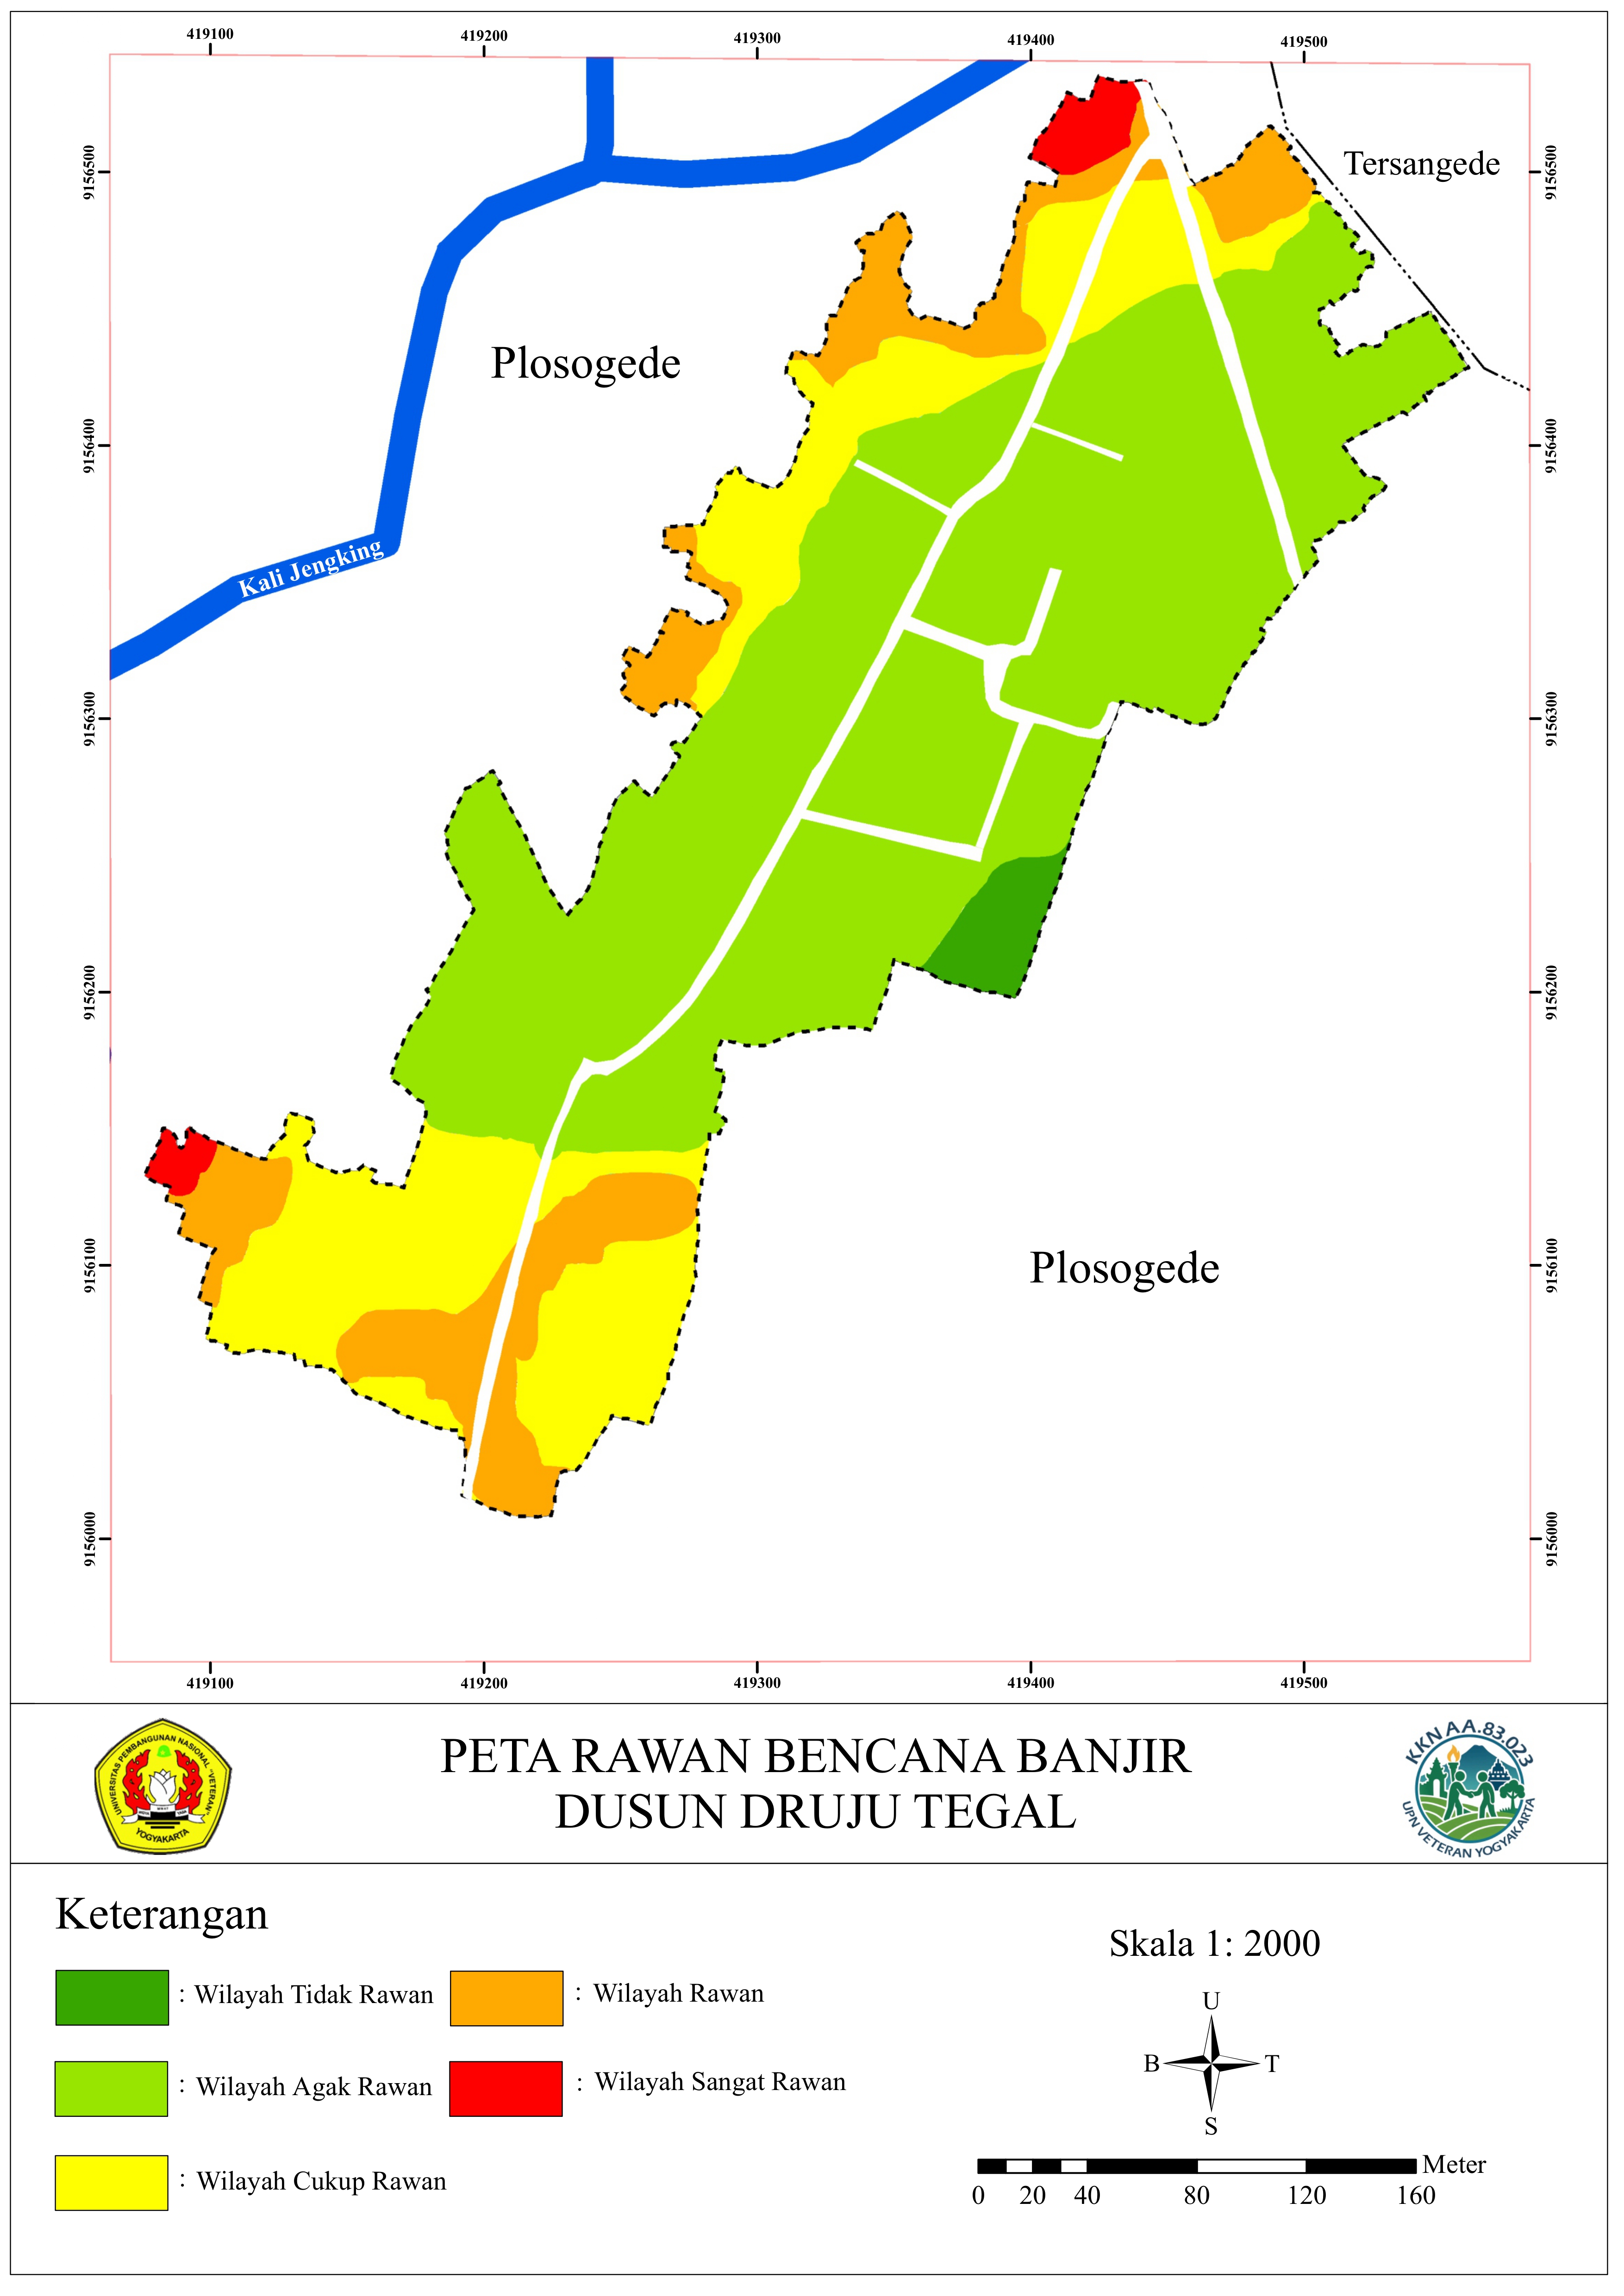 419100 419200 419300 419400 419500
9156500 9156500
Tersangede
Plosogede
9156400 9156400
Kali Jengking
9156300 9156300
9156200 9156200
Plosogede
9156100 9156100
9156000 9156000
419100 419200 419300 419400 419500
UNIVERSITAS PEMBANGUNAN NASIONAL "VETERAN"
YOGYAKARTA
PETA RAWAN BENCANA BANJIR
DUSUN DRUJU TEGAL
KKN AA.83.023
UPN VETERAN YOGYAKARTA
Keterangan
: Wilayah Tidak Rawan
: Wilayah Agak Rawan
: Wilayah Cukup Rawan
: Wilayah Rawan
: Wilayah Sangat Rawan
Skala 1: 2000
U
B T
S
Meter
0 20 40 80 120 160